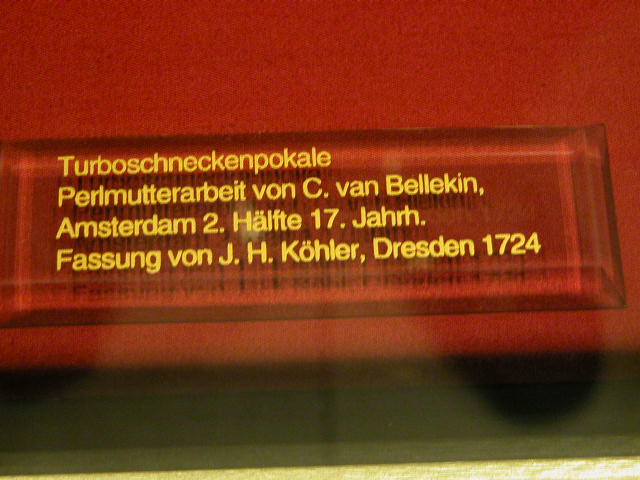 Turboschneckenpokale
Perlmutterarbeit von C. van Bellekin,
Amsterdam 2. Hälfte 17. Jahrh.
Fassung von J. H. Köhler, Dresden 1724